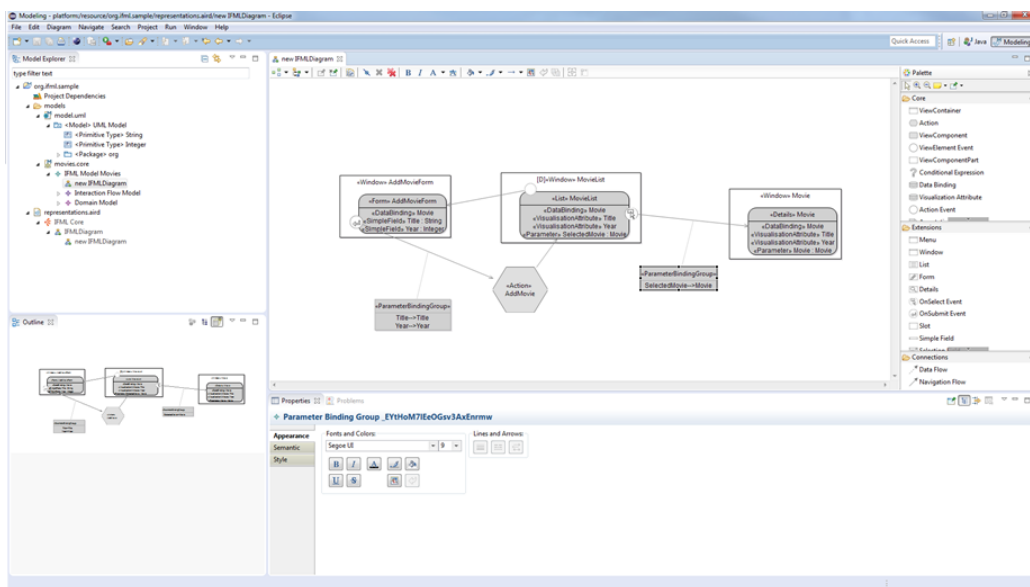 Modeling - platform:/resource/org.ifml.sample/representations.aird/new IFMLDiagram - Eclipse
File Edit Diagram Navigate Search Project Run Window Help
Quick Access
Java
Modeling
Model Explorer
type filter text
org.ifml.sample
Project Dependencies
models
model.uml
<Model> UML Model
<Primitive Type> String
<Primitive Type> Integer
<Package> org
movies.core
IFML Model Movies
new IFMLDiagram
Interaction Flow Model
Domain Model
representations.aird
IFML Core
IFMLDiagram
new IFMLDiagram
Outline
new IFMLDiagram
«Window» AddMovieForm
«Form» AddMovieForm
«DataBinding» Movie
«SimpleField» Title : String
«SimpleField» Year : Integer
[D]«Window» MovieList
«List» MovieList
«DataBinding» Movie
«VisualisationAttribute» Title
«VisualisationAttribute» Year
«Parameter» SelectedMovie : Movie
«Window» Movie
«Details» Movie
«DataBinding» Movie
«VisualisationAttribute» Title
«VisualisationAttribute» Year
«Parameter» Movie : Movie
«Action»
AddMovie
«ParameterBindingGroup»
Title-->Title
Year-->Year
«ParameterBindingGroup»
SelectedMovie-->Movie
Palette
Core
ViewContainer
Action
ViewComponent
ViewElement Event
ViewComponentPart
Conditional Expression
Data Binding
Visualization Attribute
Action Event
Extensions
Menu
Window
List
Form
Details
OnSelect Event
OnSubmit Event
Slot
Simple Field
Connections
Data Flow
Navigation Flow
Properties
Problems
Parameter Binding Group _EYtHoM7IEeOGsv3AxEnrmw
Appearance
Semantic
Style
Fonts and Colors:
Segoe UI
9
Lines and Arrows: